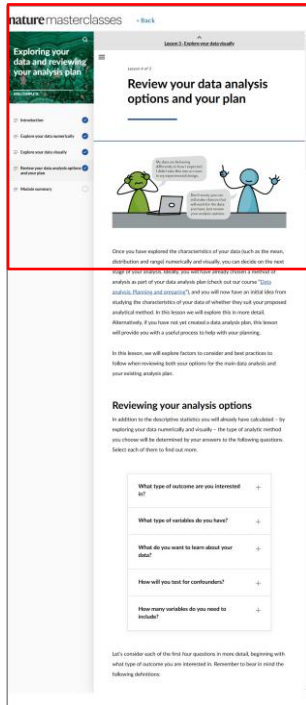 nature masterclasses
‹ Back
Exploring your
data and reviewing
your analysis plan
Introduction
Explore your data numerically
Explore your data visually
Review your data analysis options
and your plan
Module summary
Lesson 3 - Explore your data visually
Lesson 4 of 5
Review your data analysis
options and your plan
Once you have explored the characteristics of your data (such as the mean,
distribution and range) numerically and visually, you can decide on the next
stage of your analysis. Ideally, you will have already chosen a method of
analysis as part of your data analysis plan (check out our course "Data
analysis: Planning and preparing"), and you will now have an initial idea from
studying the characteristics of your data of whether they suit your proposed
analytical method. In this lesson we will explore this in more detail.
Alternatively, if you have not yet created a data analysis plan, this lesson
will provide you with a useful process to help with your planning.
In this lesson, we will explore factors to consider and best practices to
follow when reviewing both your options for the main data analysis and
your existing analysis plan.
Reviewing your analysis options
In addition to the descriptive statistics you will already have calculated – by
exploring your data numerically and visually – the type of analytic method
you choose will be determined by your answers to the following questions.
Select each of them to find out more.
What type of outcome are you interested
in?
What type of variables do you have?
What do you want to learn about your
data?
How will you test for confounders?
How many variables do you need to
include?
Let's consider each of the first four questions in more detail, beginning with
what type of outcome you are interested in. Remember to bear in mind the
following definitions: